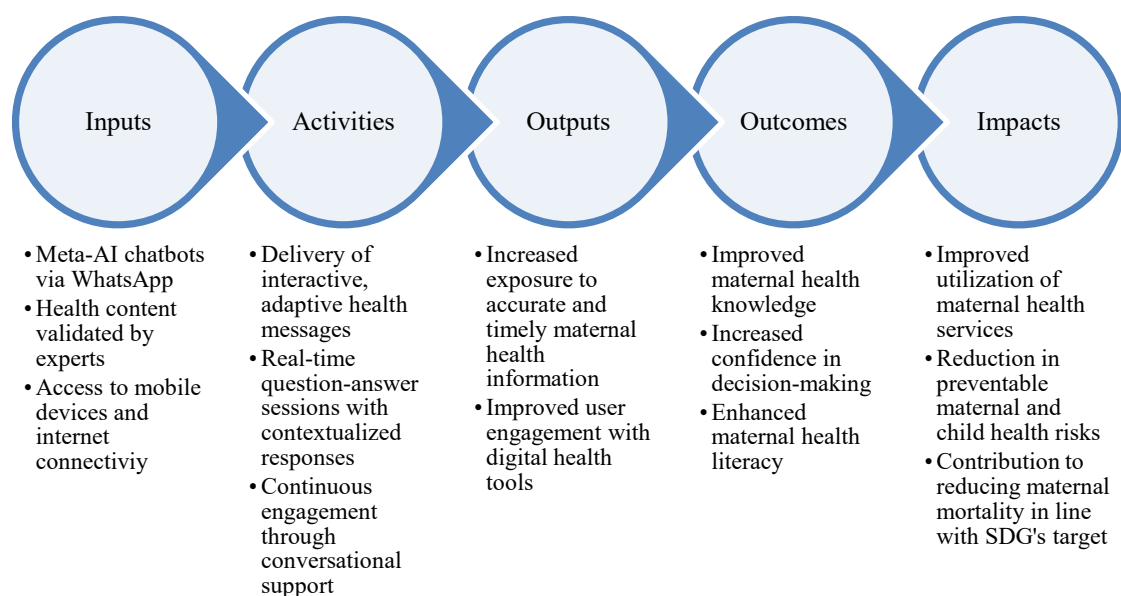 Inputs
Activities
Outputs
Outcomes
Impacts
• Meta-AI chatbots
via WhatsApp
• Health content
validated by
experts
• Access to mobile
devices and
internet
connectiviy
• Delivery of
interactive,
adaptive health
messages
• Real-time
question-answer
sessions with
contextualized
responses
• Continuous
engagement
through
conversational
support
• Increased
exposure to
accurate and
timely maternal
health
information
• Improved user
engagement with
digital health
tools
• Improved
maternal health
knowledge
• Increased
confidence in
decision-making
• Enhanced
maternal health
literacy
• Improved
utilization of
maternal health
services
• Reduction in
preventable
maternal and
child health risks
• Contribution to
reducing maternal
mortality in line
with SDG's target